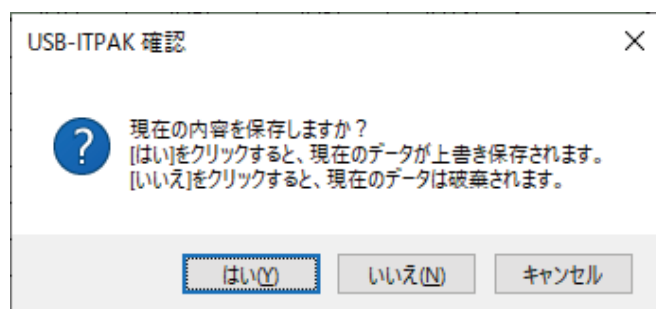 USB-ITPAK 確認
現在の内容を保存しますか？
[はい]をクリックすると、現在のデータが上書き保存されます。
[いいえ]をクリックすると、現在のデータは破棄されます。
はい(Y) いいえ(N) キャンセル